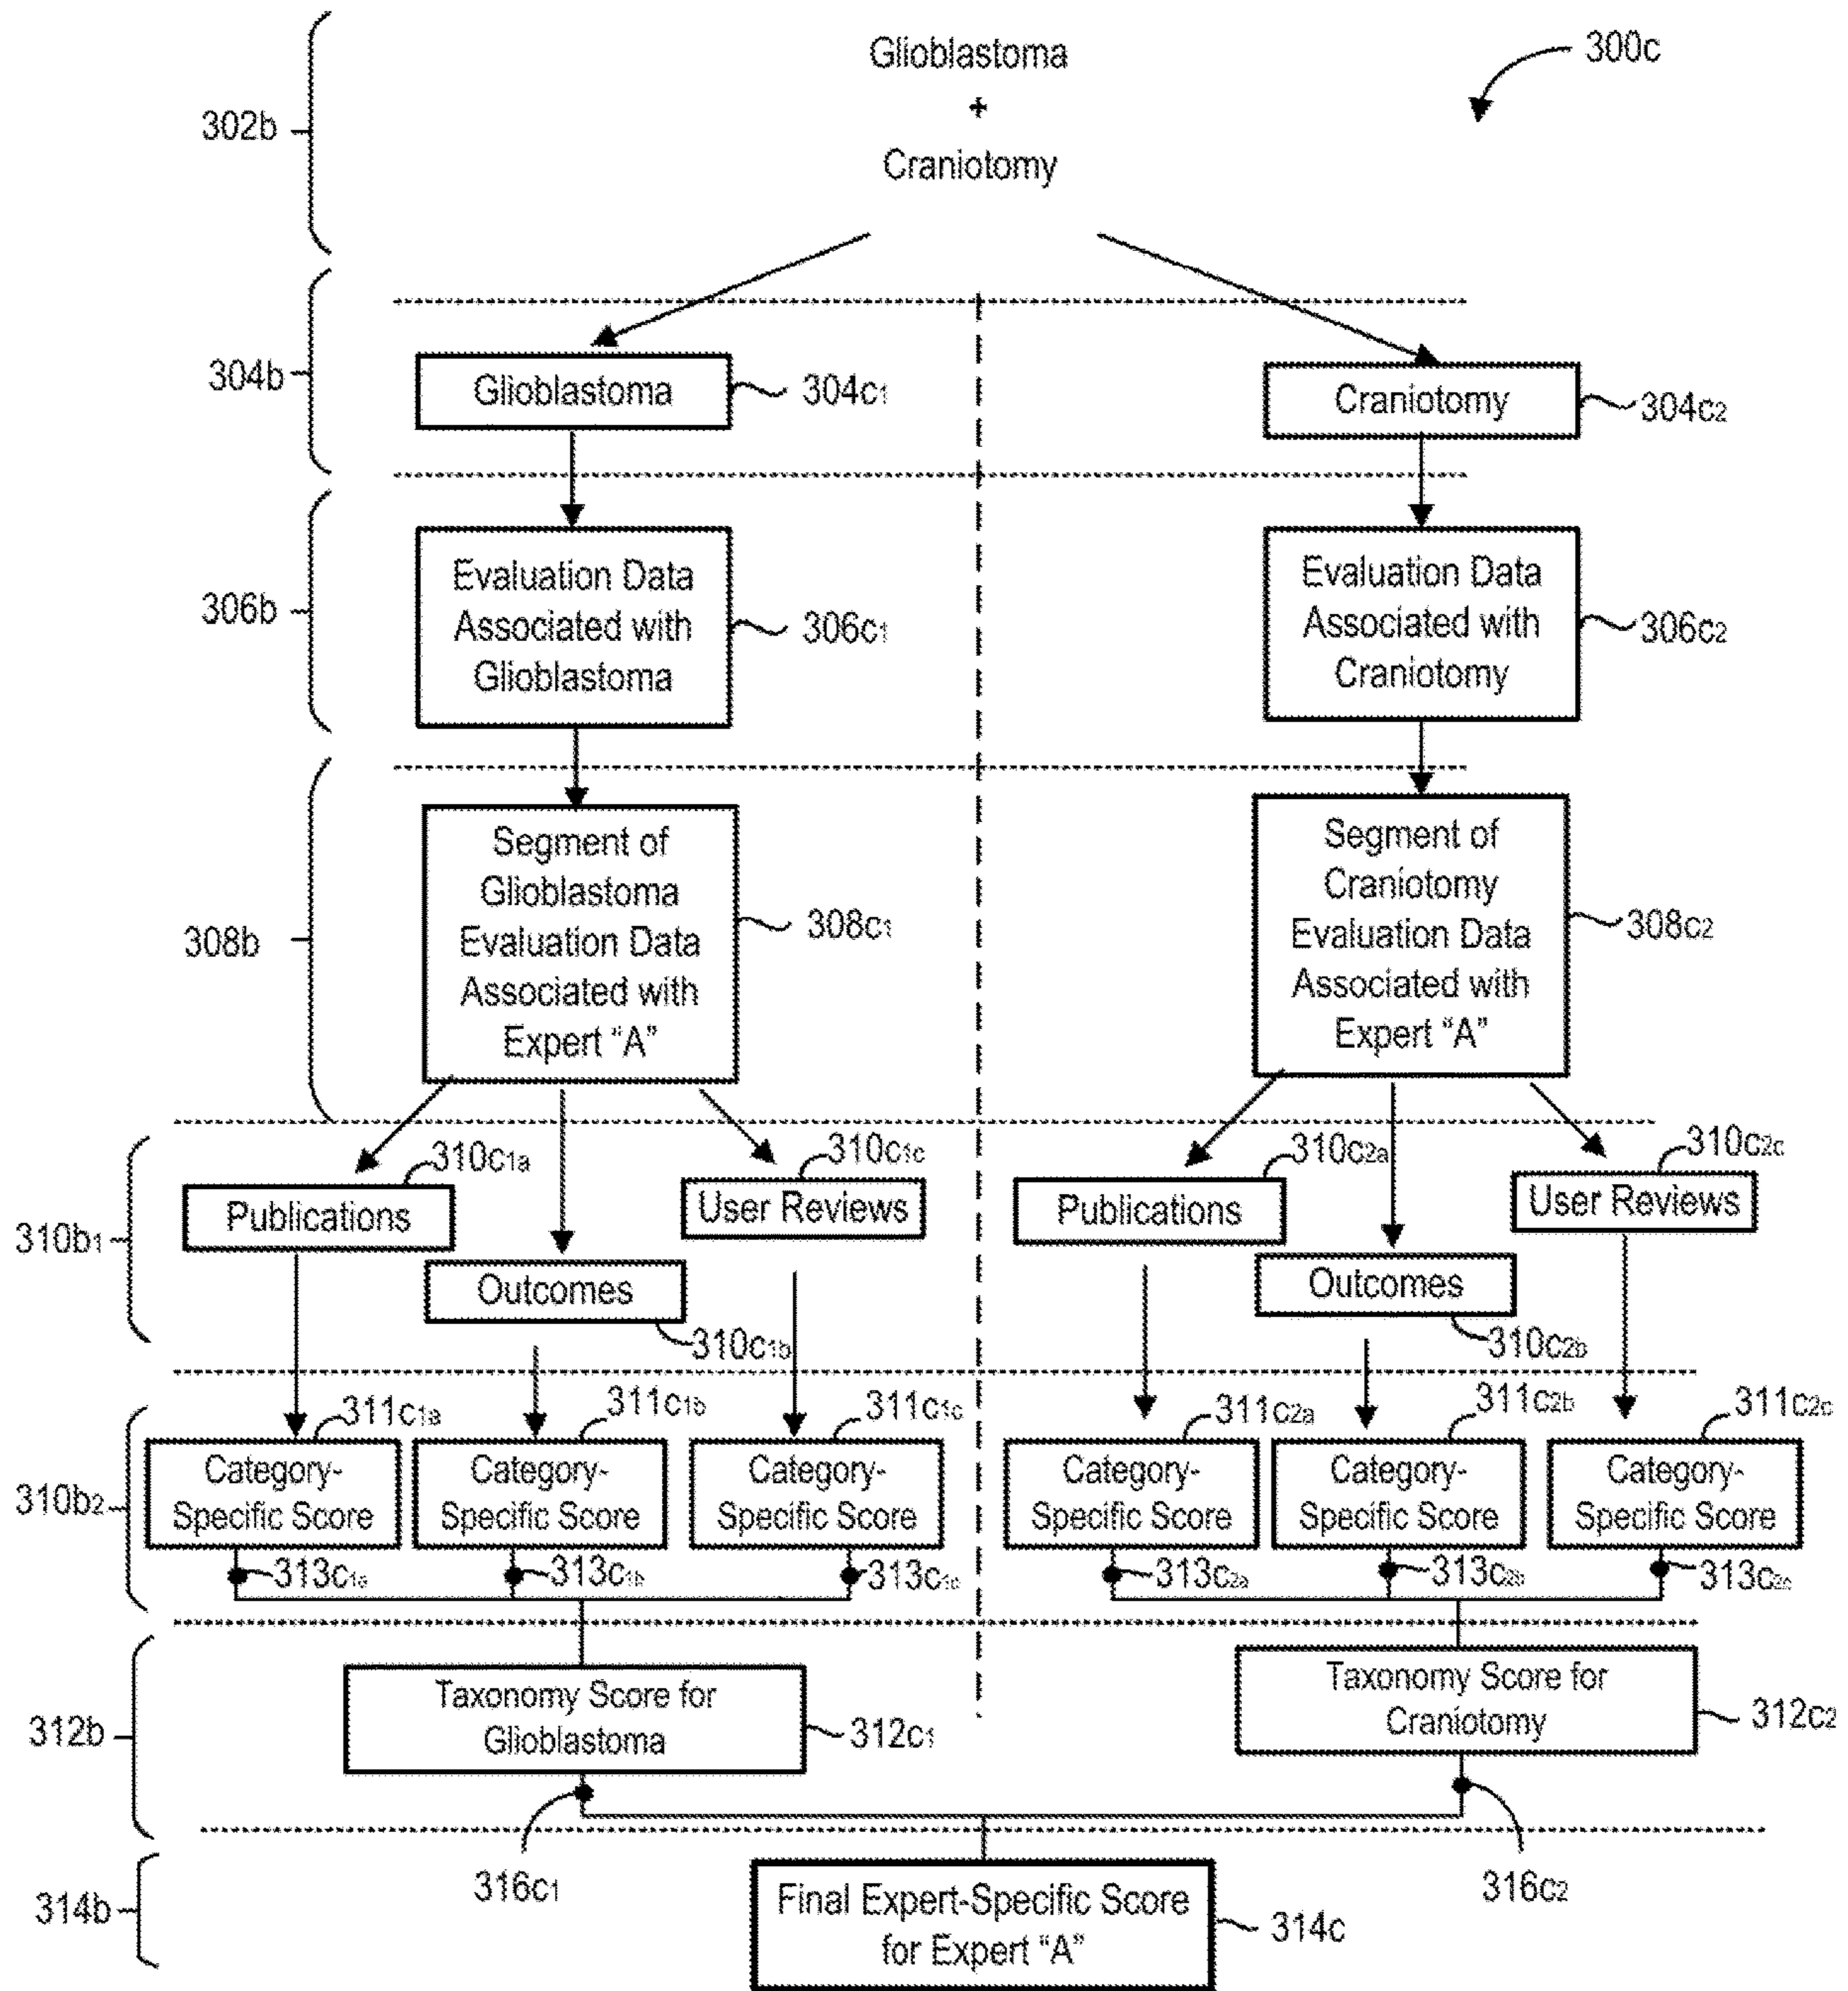 Glioblastoma
+
Craniotomy
300c
302b
304b
Glioblastoma
304c1
Craniotomy
304c2
306b
Evaluation Data
Associated with
Glioblastoma
306c1
Evaluation Data
Associated with
Craniotomy
306c2
308b
Segment of
Glioblastoma
Evaluation Data
Associated with
Expert “A”
308c1
Segment of
Craniotomy
Evaluation Data
Associated with
Expert “A”
308c2
310b1
310c1a
Publications
310c1c
User Reviews
Outcomes
310c1b
310c2a
Publications
310c2c
User Reviews
Outcomes
310c2b
310b2
311c1a
Category-
Specific Score
313c1a
311c1b
Category-
Specific Score
313c1b
311c1c
Category-
Specific Score
313c1c
311c2a
Category-
Specific Score
313c2a
311c2b
Category-
Specific Score
313c2b
311c2c
Category-
Specific Score
313c2c
312b
Taxonomy Score for
Glioblastoma
312c1
Taxonomy Score for
Craniotomy
312c2
316c1
316c2
314b
Final Expert-Specific Score
for Expert “A”
314c